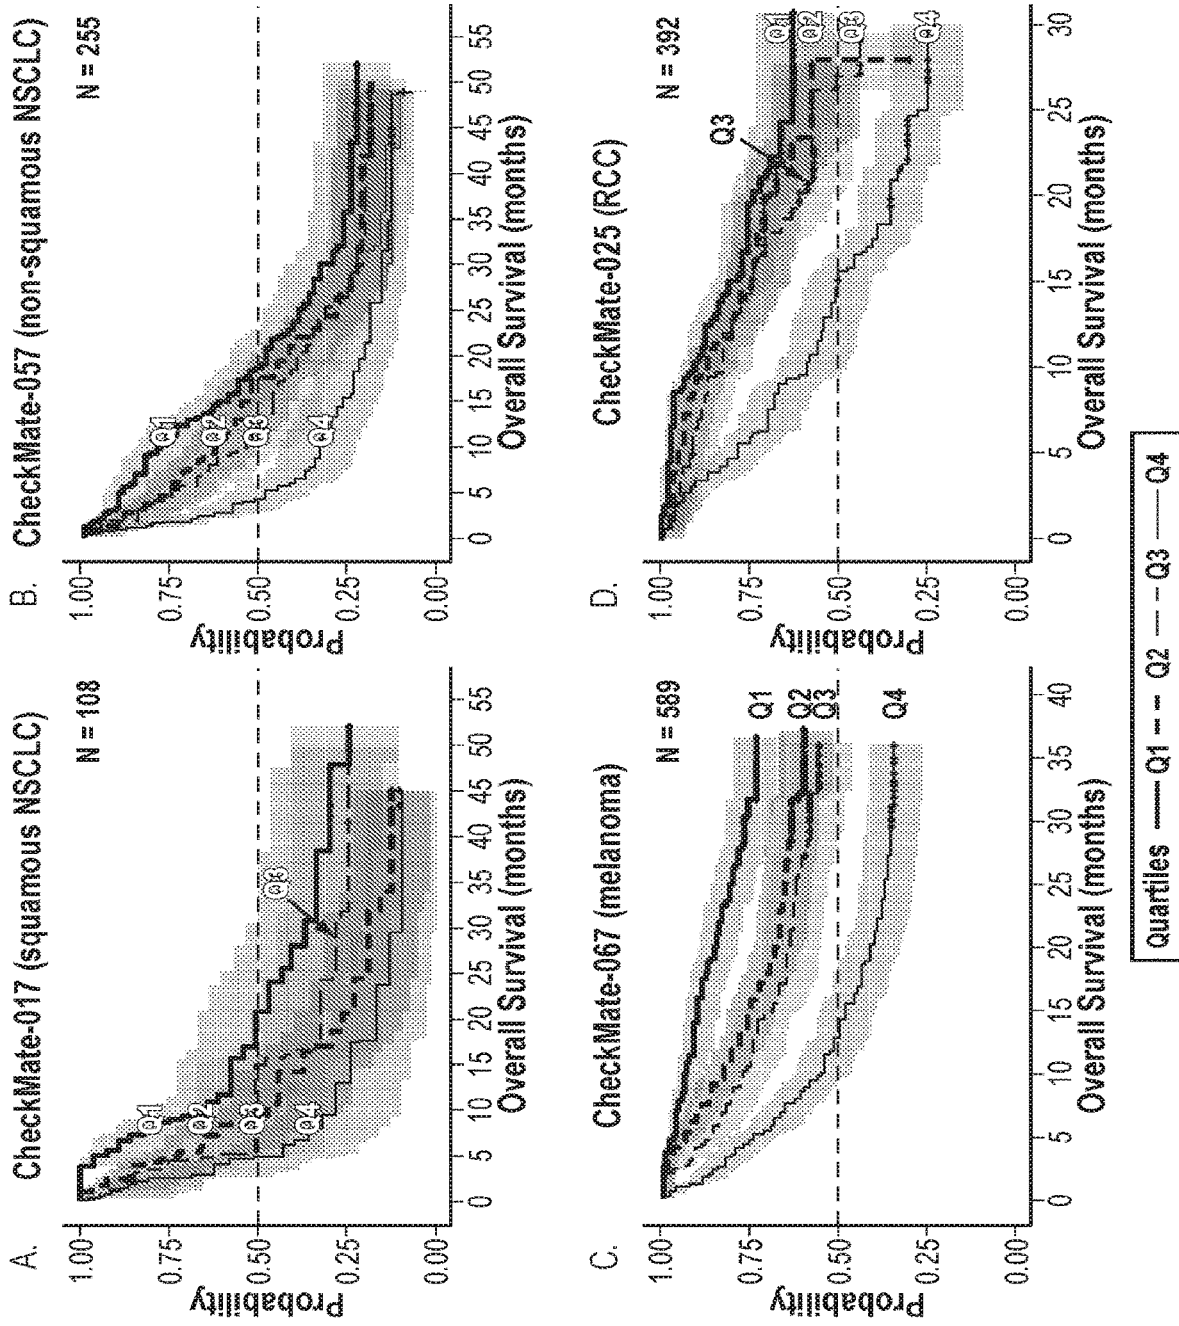 A. CheckMate-017 (squamous NSCLC)
N = 108
Probability
1.00
0.75
0.50
0.25
0.00
Q1
Q2
Q3
Q4
Q3
0 5 10 15 20 25 30 35 40 45 50 55
Overall Survival (months)
B. CheckMate-057 (non-squamous NSCLC)
N = 255
Probability
1.00
0.75
0.50
0.25
0.00
Q1
Q2
Q3
Q4
0 5 10 15 20 25 30 35 40 45 50 55
Overall Survival (months)
C. CheckMate-067 (melanoma)
N = 589
Probability
1.00
0.75
0.50
0.25
0.00
Q1
Q2
Q3
Q4
0 5 10 15 20 25 30 35 40
Overall Survival (months)
D. CheckMate-025 (RCC)
N = 392
Probability
1.00
0.75
0.50
0.25
0.00
Q3
Q1
Q2
Q3
Q4
0 5 10 15 20 25 30
Overall Survival (months)
Quartiles Q1 Q2 Q3 Q4